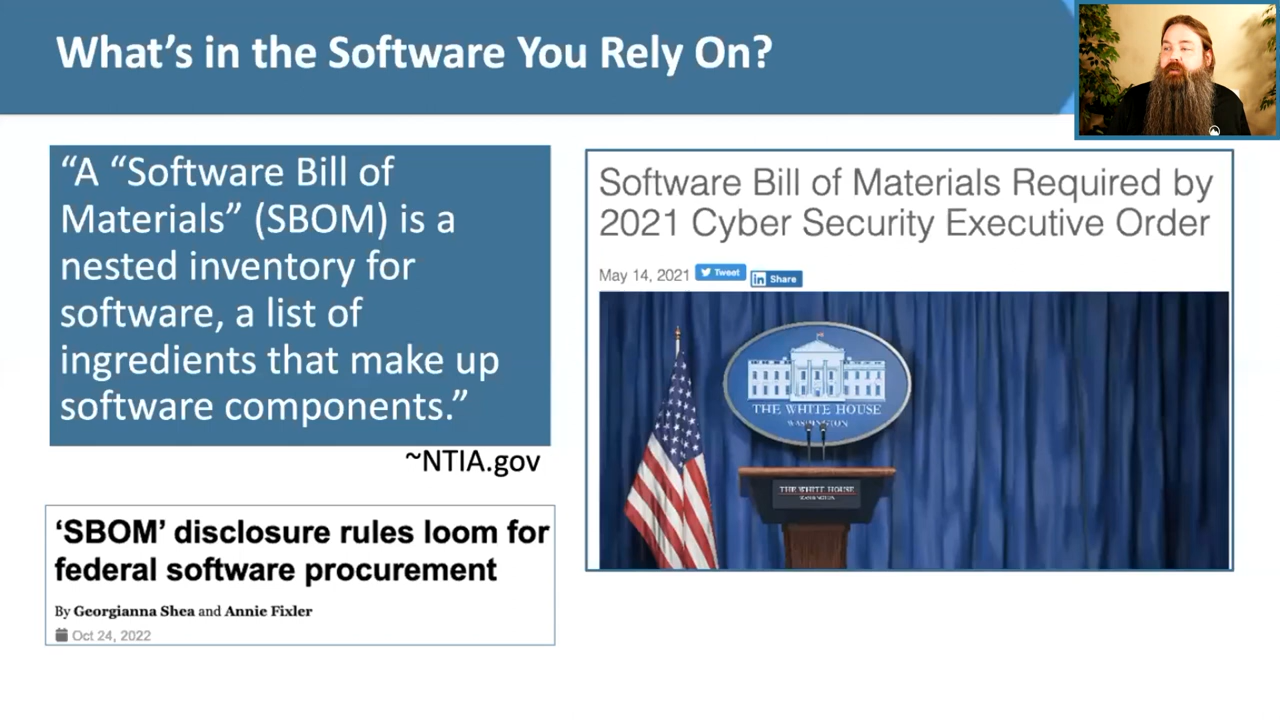 What’s in the Software You Rely On?
“A “Software Bill of
Materials” (SBOM) is a
nested inventory for
software, a list of
ingredients that make up
software components.”
~NTIA.gov
‘SBOM’ disclosure rules loom for
federal software procurement
By Georgianna Shea and Annie Fixler
Oct 24, 2022
Software Bill of Materials Required by
2021 Cyber Security Executive Order
May 14, 2021 Tweet in Share
THE WHITE HOUSE
WASHINGTON
THE WHITE HOUSE
WASHINGTON